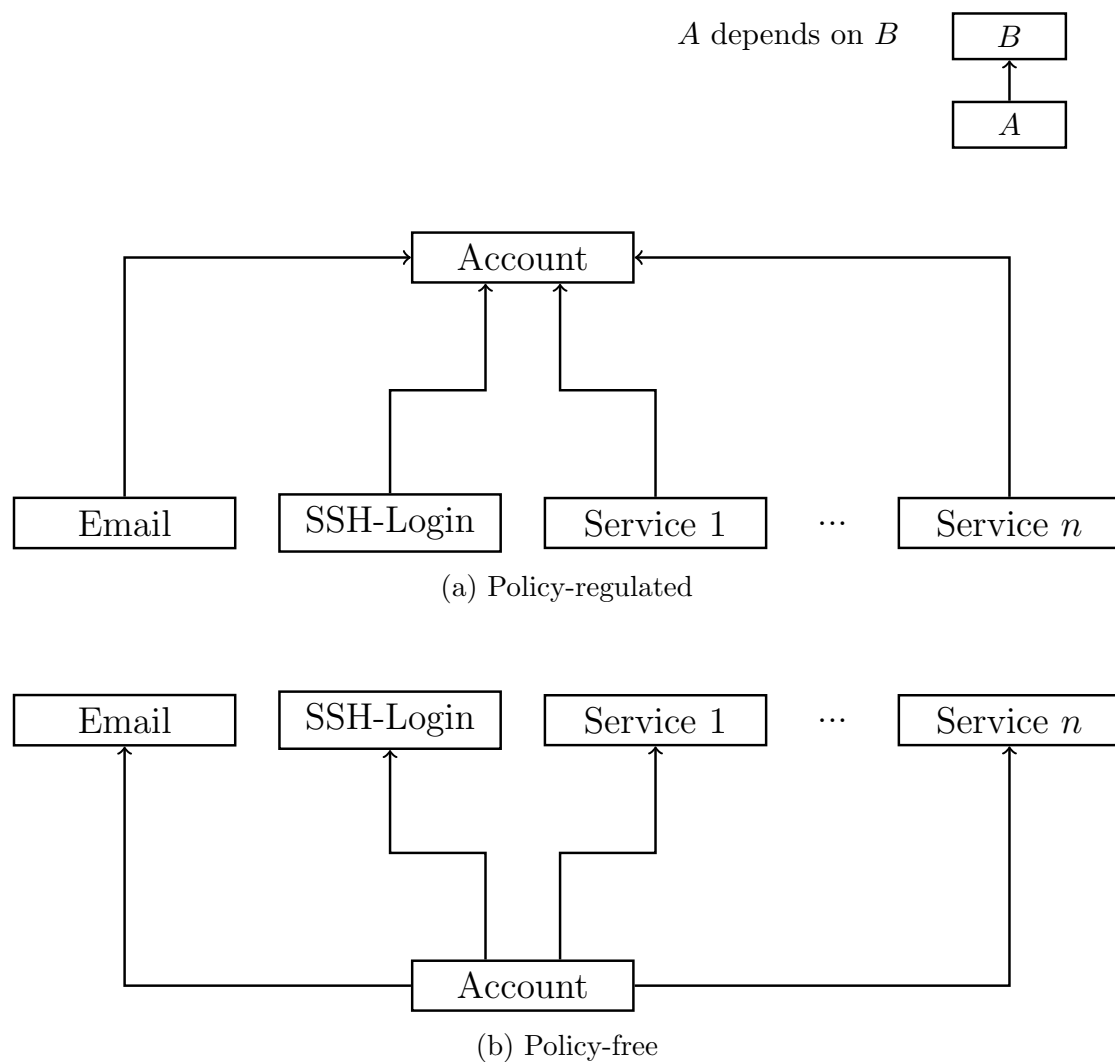 A depends on B
B
A
Account
Email
SSH-Login
Service 1
...
Service n
(a) Policy-regulated
Email
SSH-Login
Service 1
...
Service n
Account
(b) Policy-free